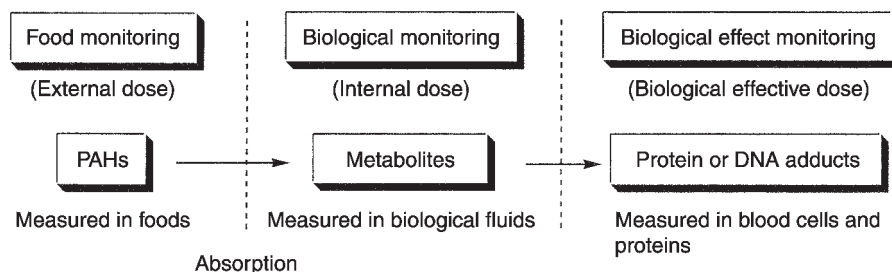 Food monitoring
Biological monitoring
Biological effect monitoring
(External dose)
(Internal dose)
(Biological effective dose)
PAHs
Metabolites
Protein or DNA adducts
Measured in foods
Measured in biological fluids
Measured in blood cells and
proteins
Absorption